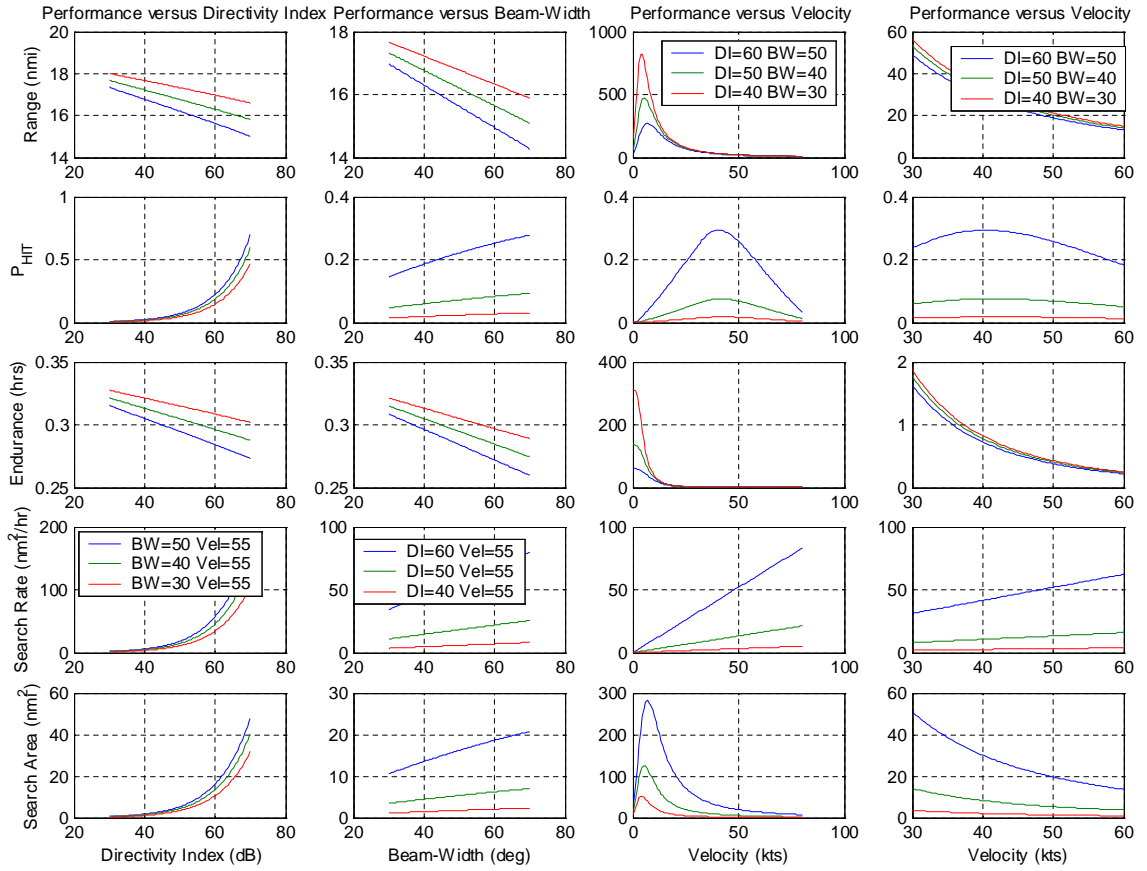 Performance versus Directivity Index Performance versus Beam-Width Performance versus Velocity Performance versus Velocity
Range (nmi)
20
18
16
14
20 40 60 80
18
16
14
20 40 60 80
1000
500
0
0 50 100
DI=60 BW=50
DI=50 BW=40
DI=40 BW=30
60
40
20
0
30 40 50 60
DI=60 BW=50
DI=50 BW=40
DI=40 BW=30
P_HIT
1
0.5
0
20 40 60 80
0.4
0.2
0
20 40 60 80
0.4
0.2
0
0 50 100
0.4
0.2
0
30 40 50 60
Endurance (hrs)
0.35
0.3
0.25
20 40 60 80
0.35
0.3
0.25
20 40 60 80
400
200
0
0 50 100
2
1
0
30 40 50 60
Search Rate (nm²/hr)
200
100
0
20 40 60 80
BW=50 Vel=55
BW=40 Vel=55
BW=30 Vel=55
100
50
0
20 40 60 80
DI=60 Vel=55
DI=50 Vel=55
DI=40 Vel=55
100
50
0
0 50 100
100
50
0
30 40 50 60
Search Area (nm²)
60
40
20
0
20 40 60 80
Directivity Index (dB)
30
20
10
0
20 40 60 80
Beam-Width (deg)
300
200
100
0
0 50 100
Velocity (kts)
60
40
20
0
30 40 50 60
Velocity (kts)